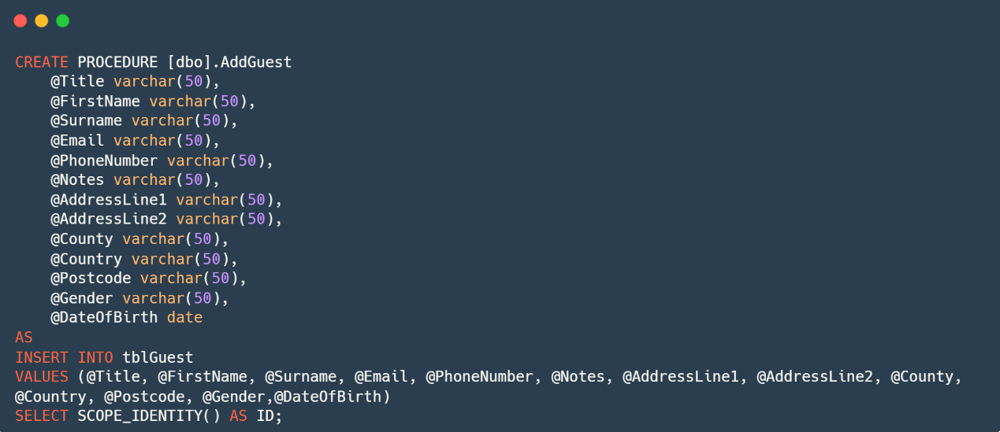 CREATE PROCEDURE [dbo].AddGuest
    @Title varchar(50),
    @FirstName varchar(50),
    @Surname varchar(50),
    @Email varchar(50),
    @PhoneNumber varchar(50),
    @Notes varchar(50),
    @AddressLine1 varchar(50),
    @AddressLine2 varchar(50),
    @County varchar(50),
    @Country varchar(50),
    @Postcode varchar(50),
    @Gender varchar(50),
    @DateOfBirth date
AS
INSERT INTO tblGuest
VALUES (@Title, @FirstName, @Surname, @Email, @PhoneNumber, @Notes, @AddressLine1, @AddressLine2, @County,
@Country, @Postcode, @Gender,@DateOfBirth)
SELECT SCOPE_IDENTITY() AS ID;